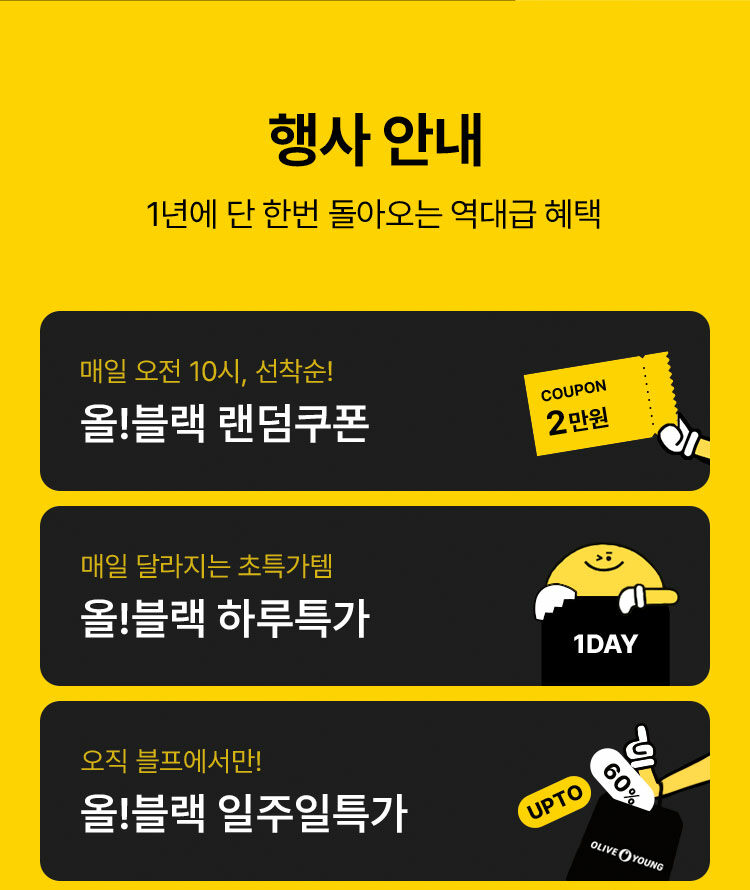 행사 안내
1년에 단 한번 돌아오는 역대급 혜택
매일 오전 10시, 선착순!
올!블랙 랜덤쿠폰
COUPON
2만원
매일 달라지는 초특가템
올!블랙 하루특가
1DAY
오직 블프에서만!
올!블랙 일주일특가
UPTO
60%
OLIVE YOUNG